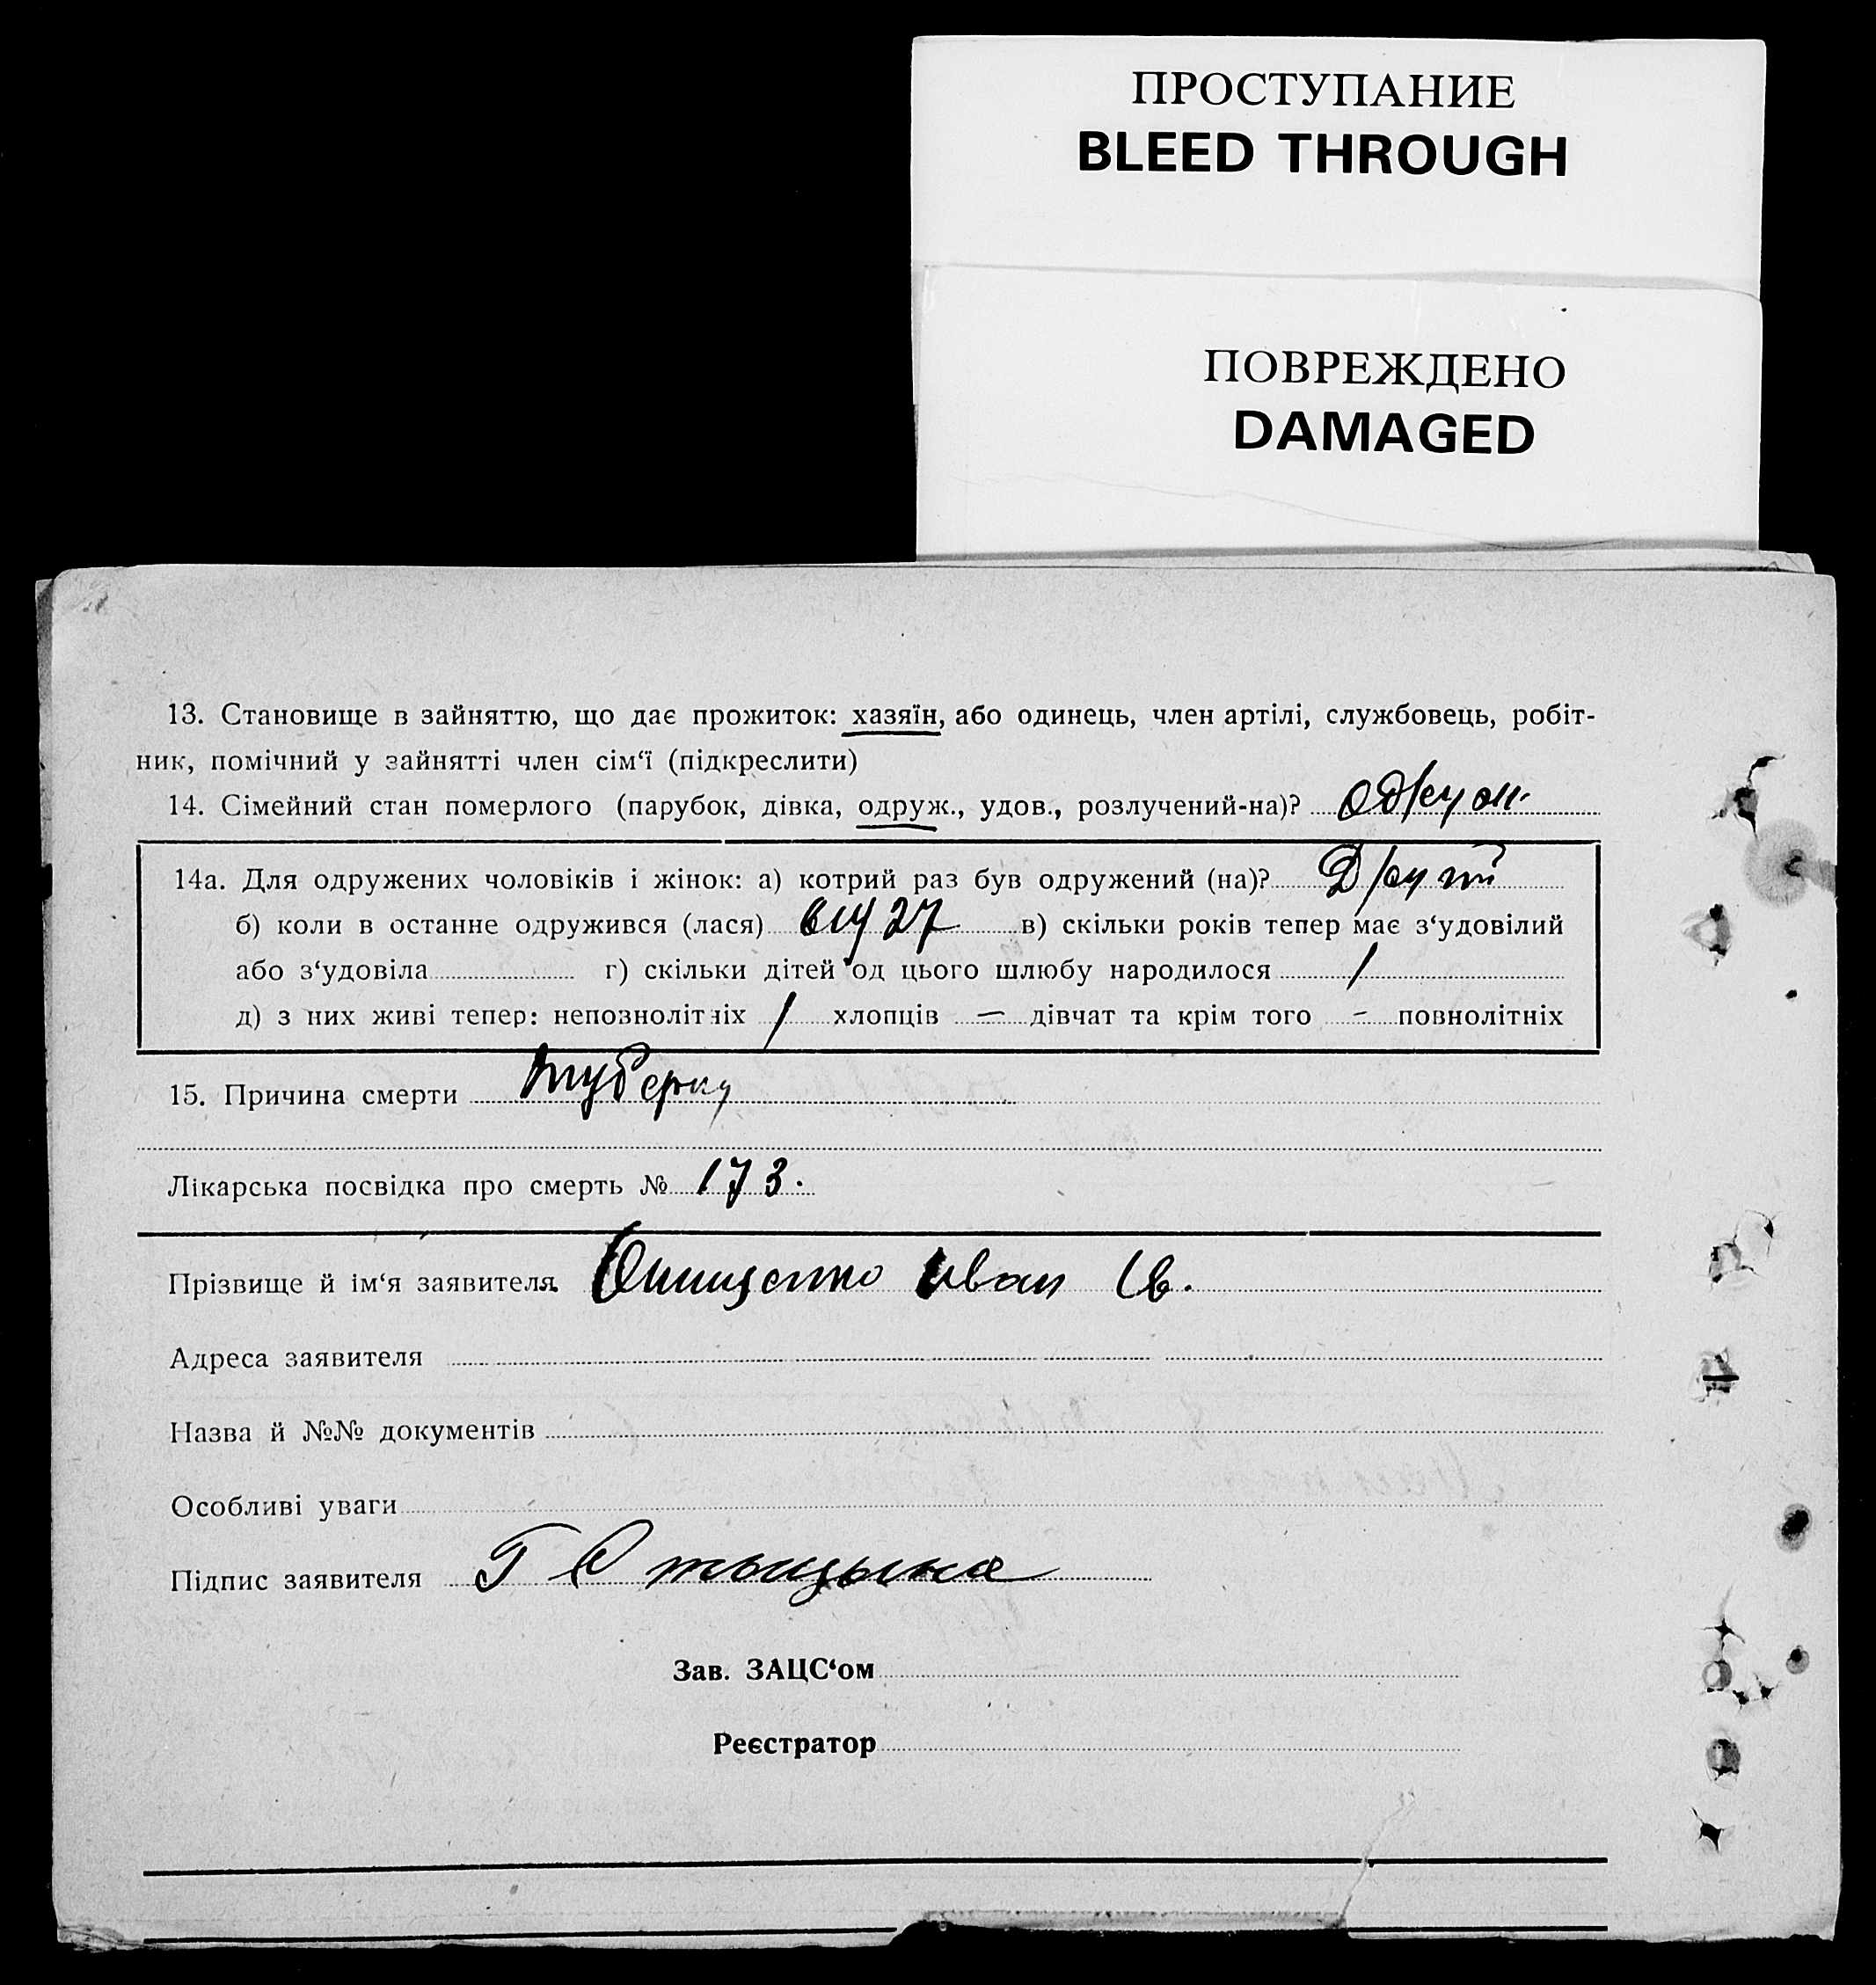 ПРОСТУПАНИЕ
BLEED THROUGH
ПОВРЕЖДЕНО
DAMAGED
13. Становище в зайняттю, що дає прожиток: хазяїн, або одинець, член артілі, службовець, робіт-
ник, помічний у зайнятті член сім‘ї (підкреслити)
14. Сімейний стан померлого (парубок, дівка, одруж., удов., розлучений-на)?
14а. Для одружених чоловіків і жінок: а) котрий раз був одружений (на)?
б) коли в останне одружився (лася) 27 в) скільки років тепер має з‘удовілий
або з‘удовіла г) скільки дітей од цього шлюбу народилося 1
д) з них живі тепер: непознолітніх 1 хлопців — дівчат та крім того - повнолітніх
15. Причина смерти туберку
Лікарська посвідка про смерть № 173.
Прізвище й ім‘я заявителя Онищенко Иван Ив.
Адреса заявителя
Назва й №№ документів
Особливі уваги
Підпис заявителя
Зав. ЗАЦС‘ом
Реєстратор